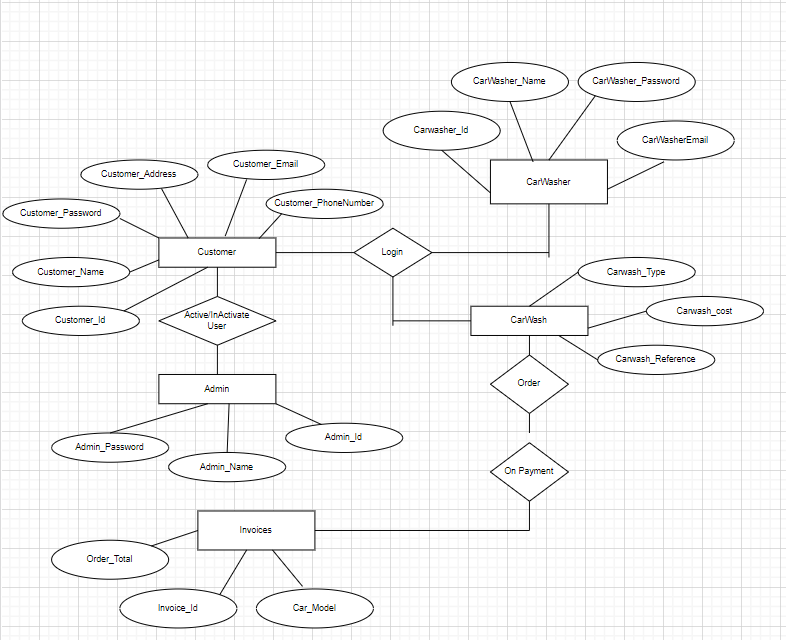 CarWasher_Name
CarWasher_Password
Carwasher_Id
CarWasherEmail
Customer_Email
Customer_Address
CarWasher
Customer_PhoneNumber
Customer_Password
Customer
Login
Customer_Name
Carwash_Type
Carwash_cost
Customer_Id
Active/InActivate
User
CarWash
Carwash_Reference
Order
Admin
Admin_Id
Admin_Password
Admin_Name
On Payment
Invoices
Order_Total
Invoice_Id
Car_Model